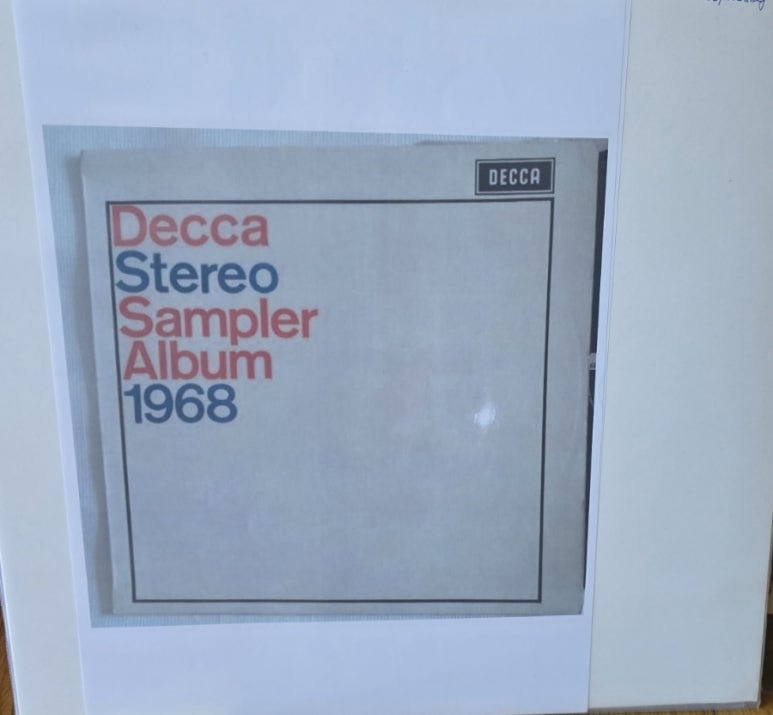 DECCA
Decca
Stereo
Sampler
Album
1968